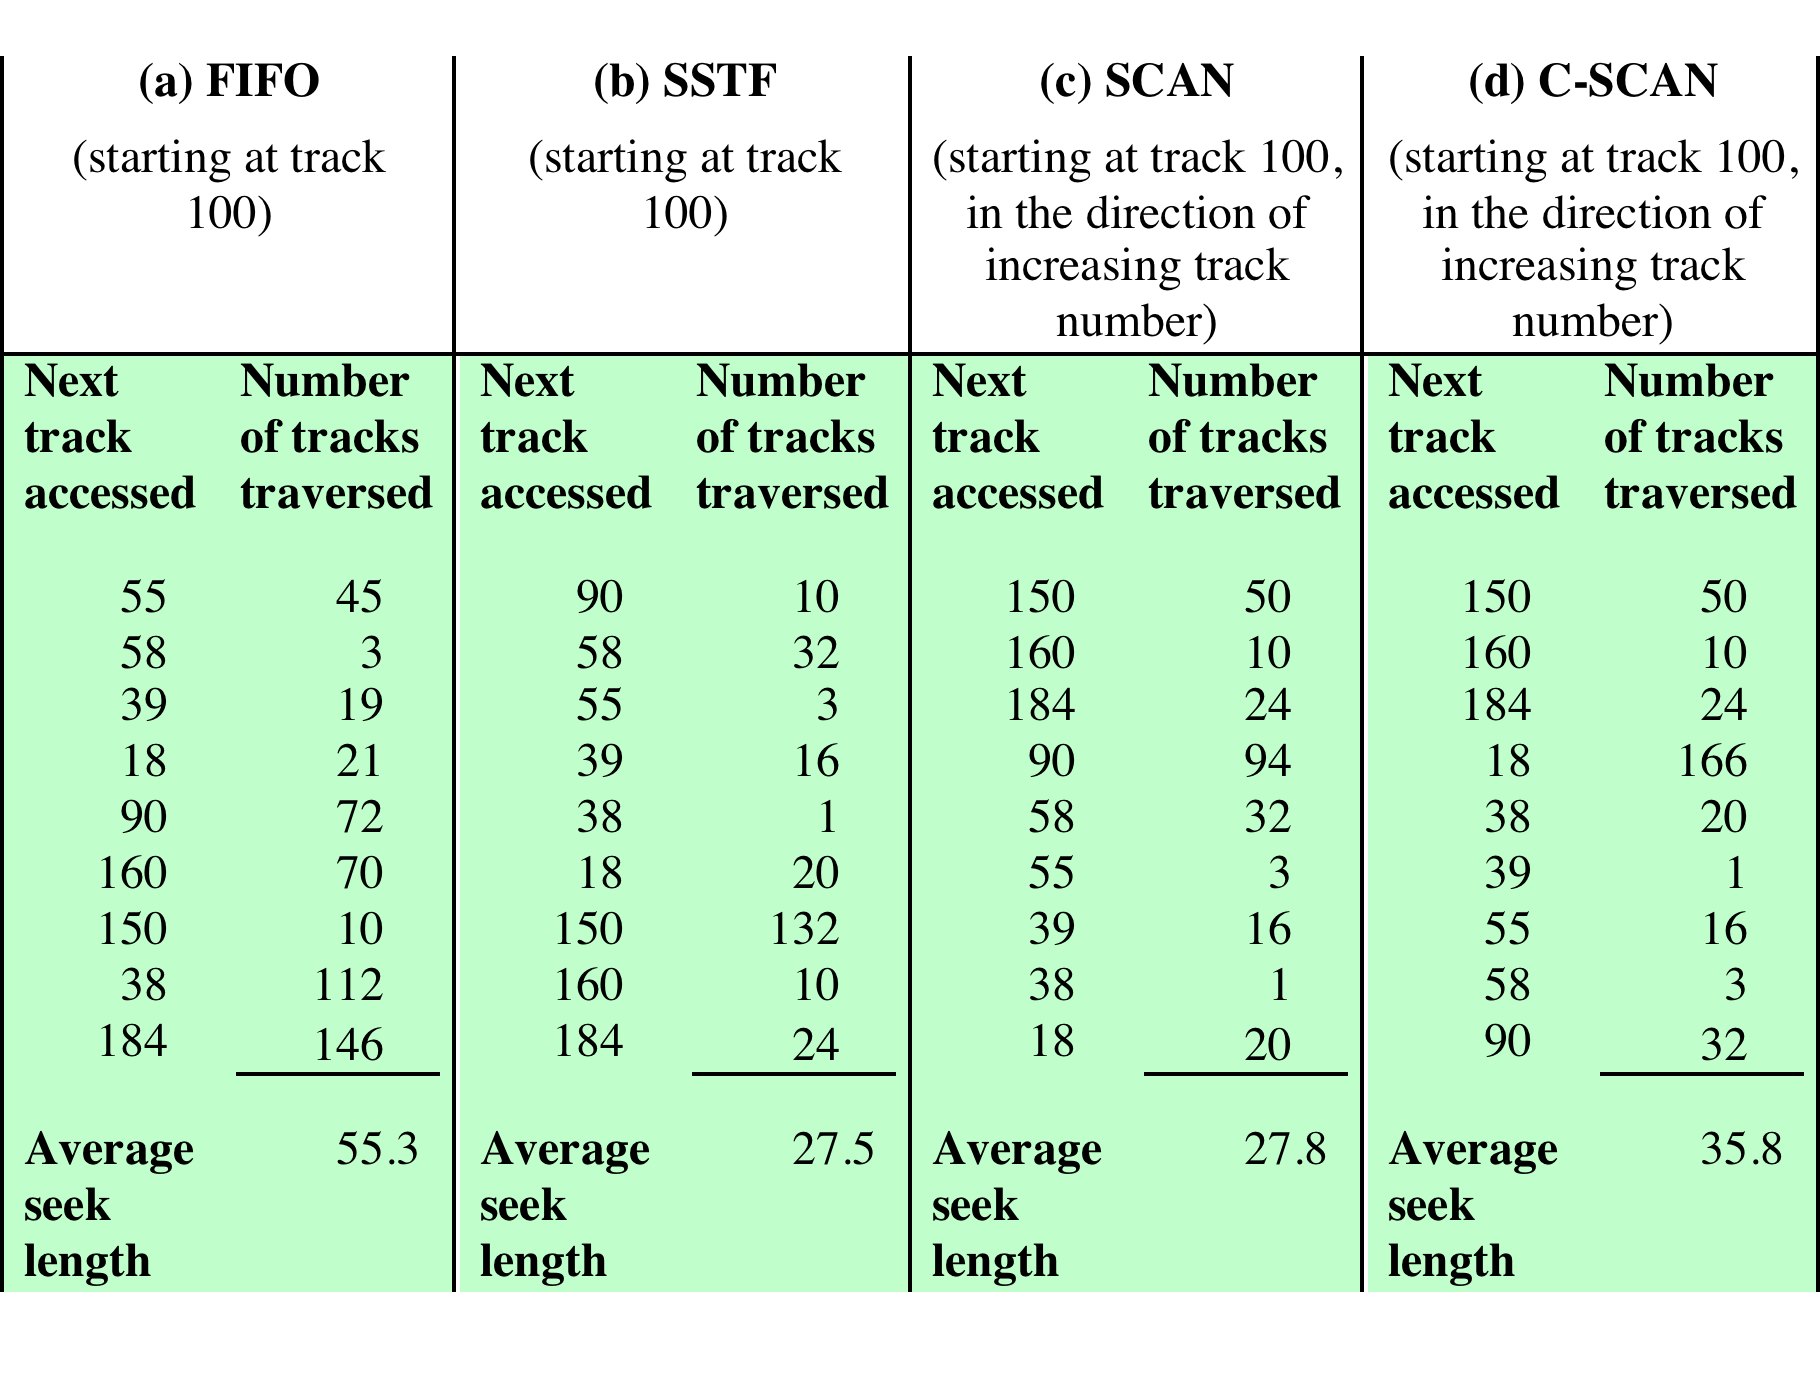 (a) FIFO (b) SSTF (c) SCAN (d) C-SCAN
(starting at track (starting at track (starting at track 100, (starting at track 100,
100) 100) in the direction of in the direction of
increasing track increasing track
number) number)
Next Number Next Number Next Number Next Number
track of tracks track of tracks track of tracks track of tracks
accessed traversed accessed traversed accessed traversed accessed traversed
55 45 90 10 150 50 150 50
58 3 58 32 160 10 160 10
39 19 55 3 184 24 184 24
18 21 39 16 90 94 18 166
90 72 38 1 58 32 38 20
160 70 18 20 55 3 39 1
150 10 150 132 39 16 55 16
38 112 160 10 38 1 58 3
184 146 184 24 18 20 90 32
Average 55.3 Average 27.5 Average 27.8 Average 35.8
seek seek seek seek
length length length length